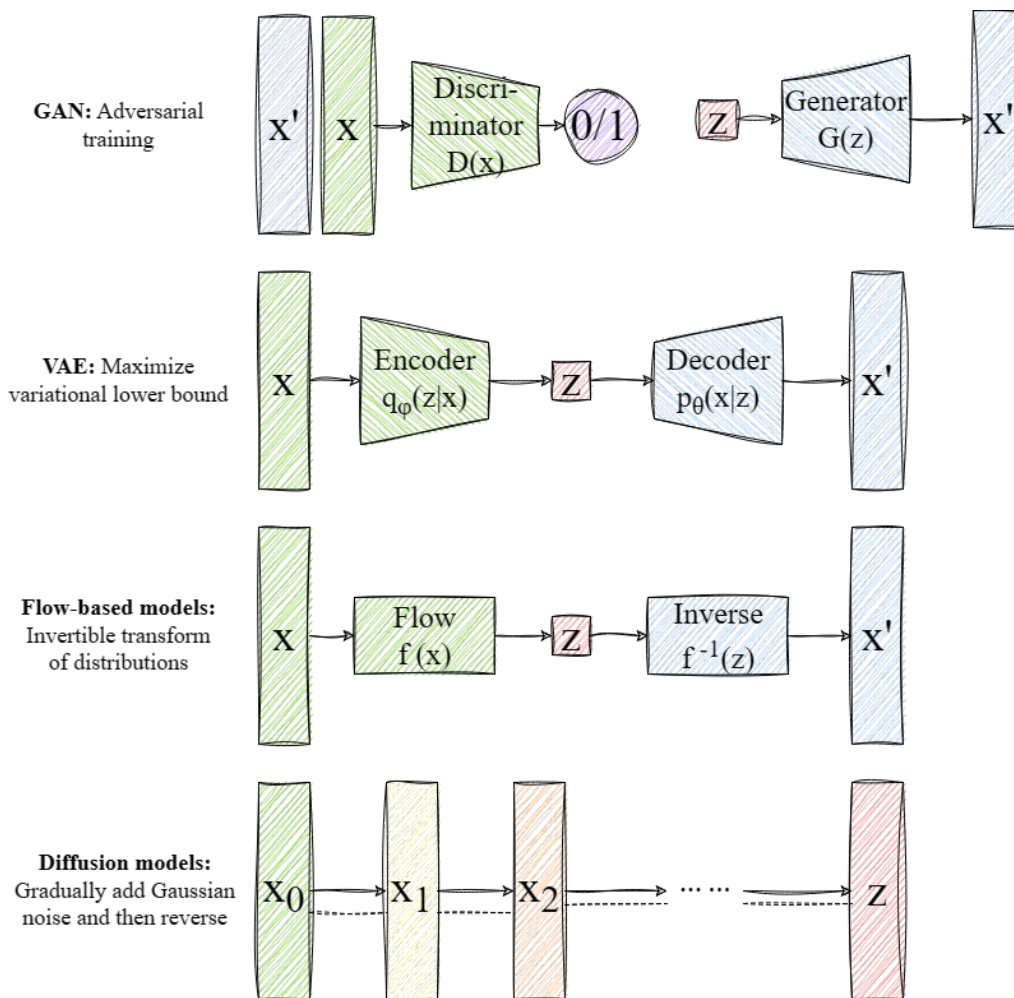 GAN: Adversarial
training
x'
x
Discri-
minator
D(x)
0/1
z
Generator
G(z)
x'
VAE: Maximize
variational lower bound
x
Encoder
qφ(z|x)
z
Decoder
pθ(x|z)
x'
Flow-based models:
Invertible transform
of distributions
x
Flow
f (x)
z
Inverse
f⁻¹(z)
x'
Diffusion models:
Gradually add Gaussian
noise and then reverse
x₀
x₁
x₂
... ...
z